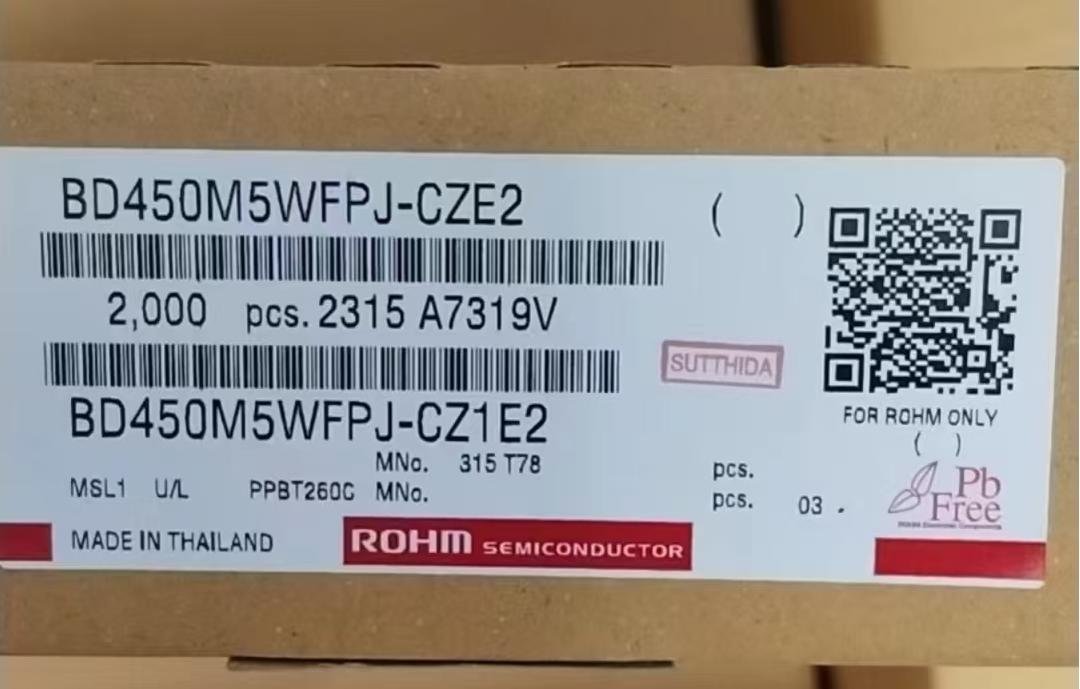 BD450M5WFPJ-CZE2 ( )
2,000 pcs. 2315 A7319V
SUTTHIDA
BD450M5WFPJ-CZ1E2
FOR ROHM ONLY
( )
MNo. 315 T78 pcs.
MSL1 U/L PPBT260C MNo. pcs. 03 .
Pb
Free
MADE IN THAILAND
ROHM SEMICONDUCTOR